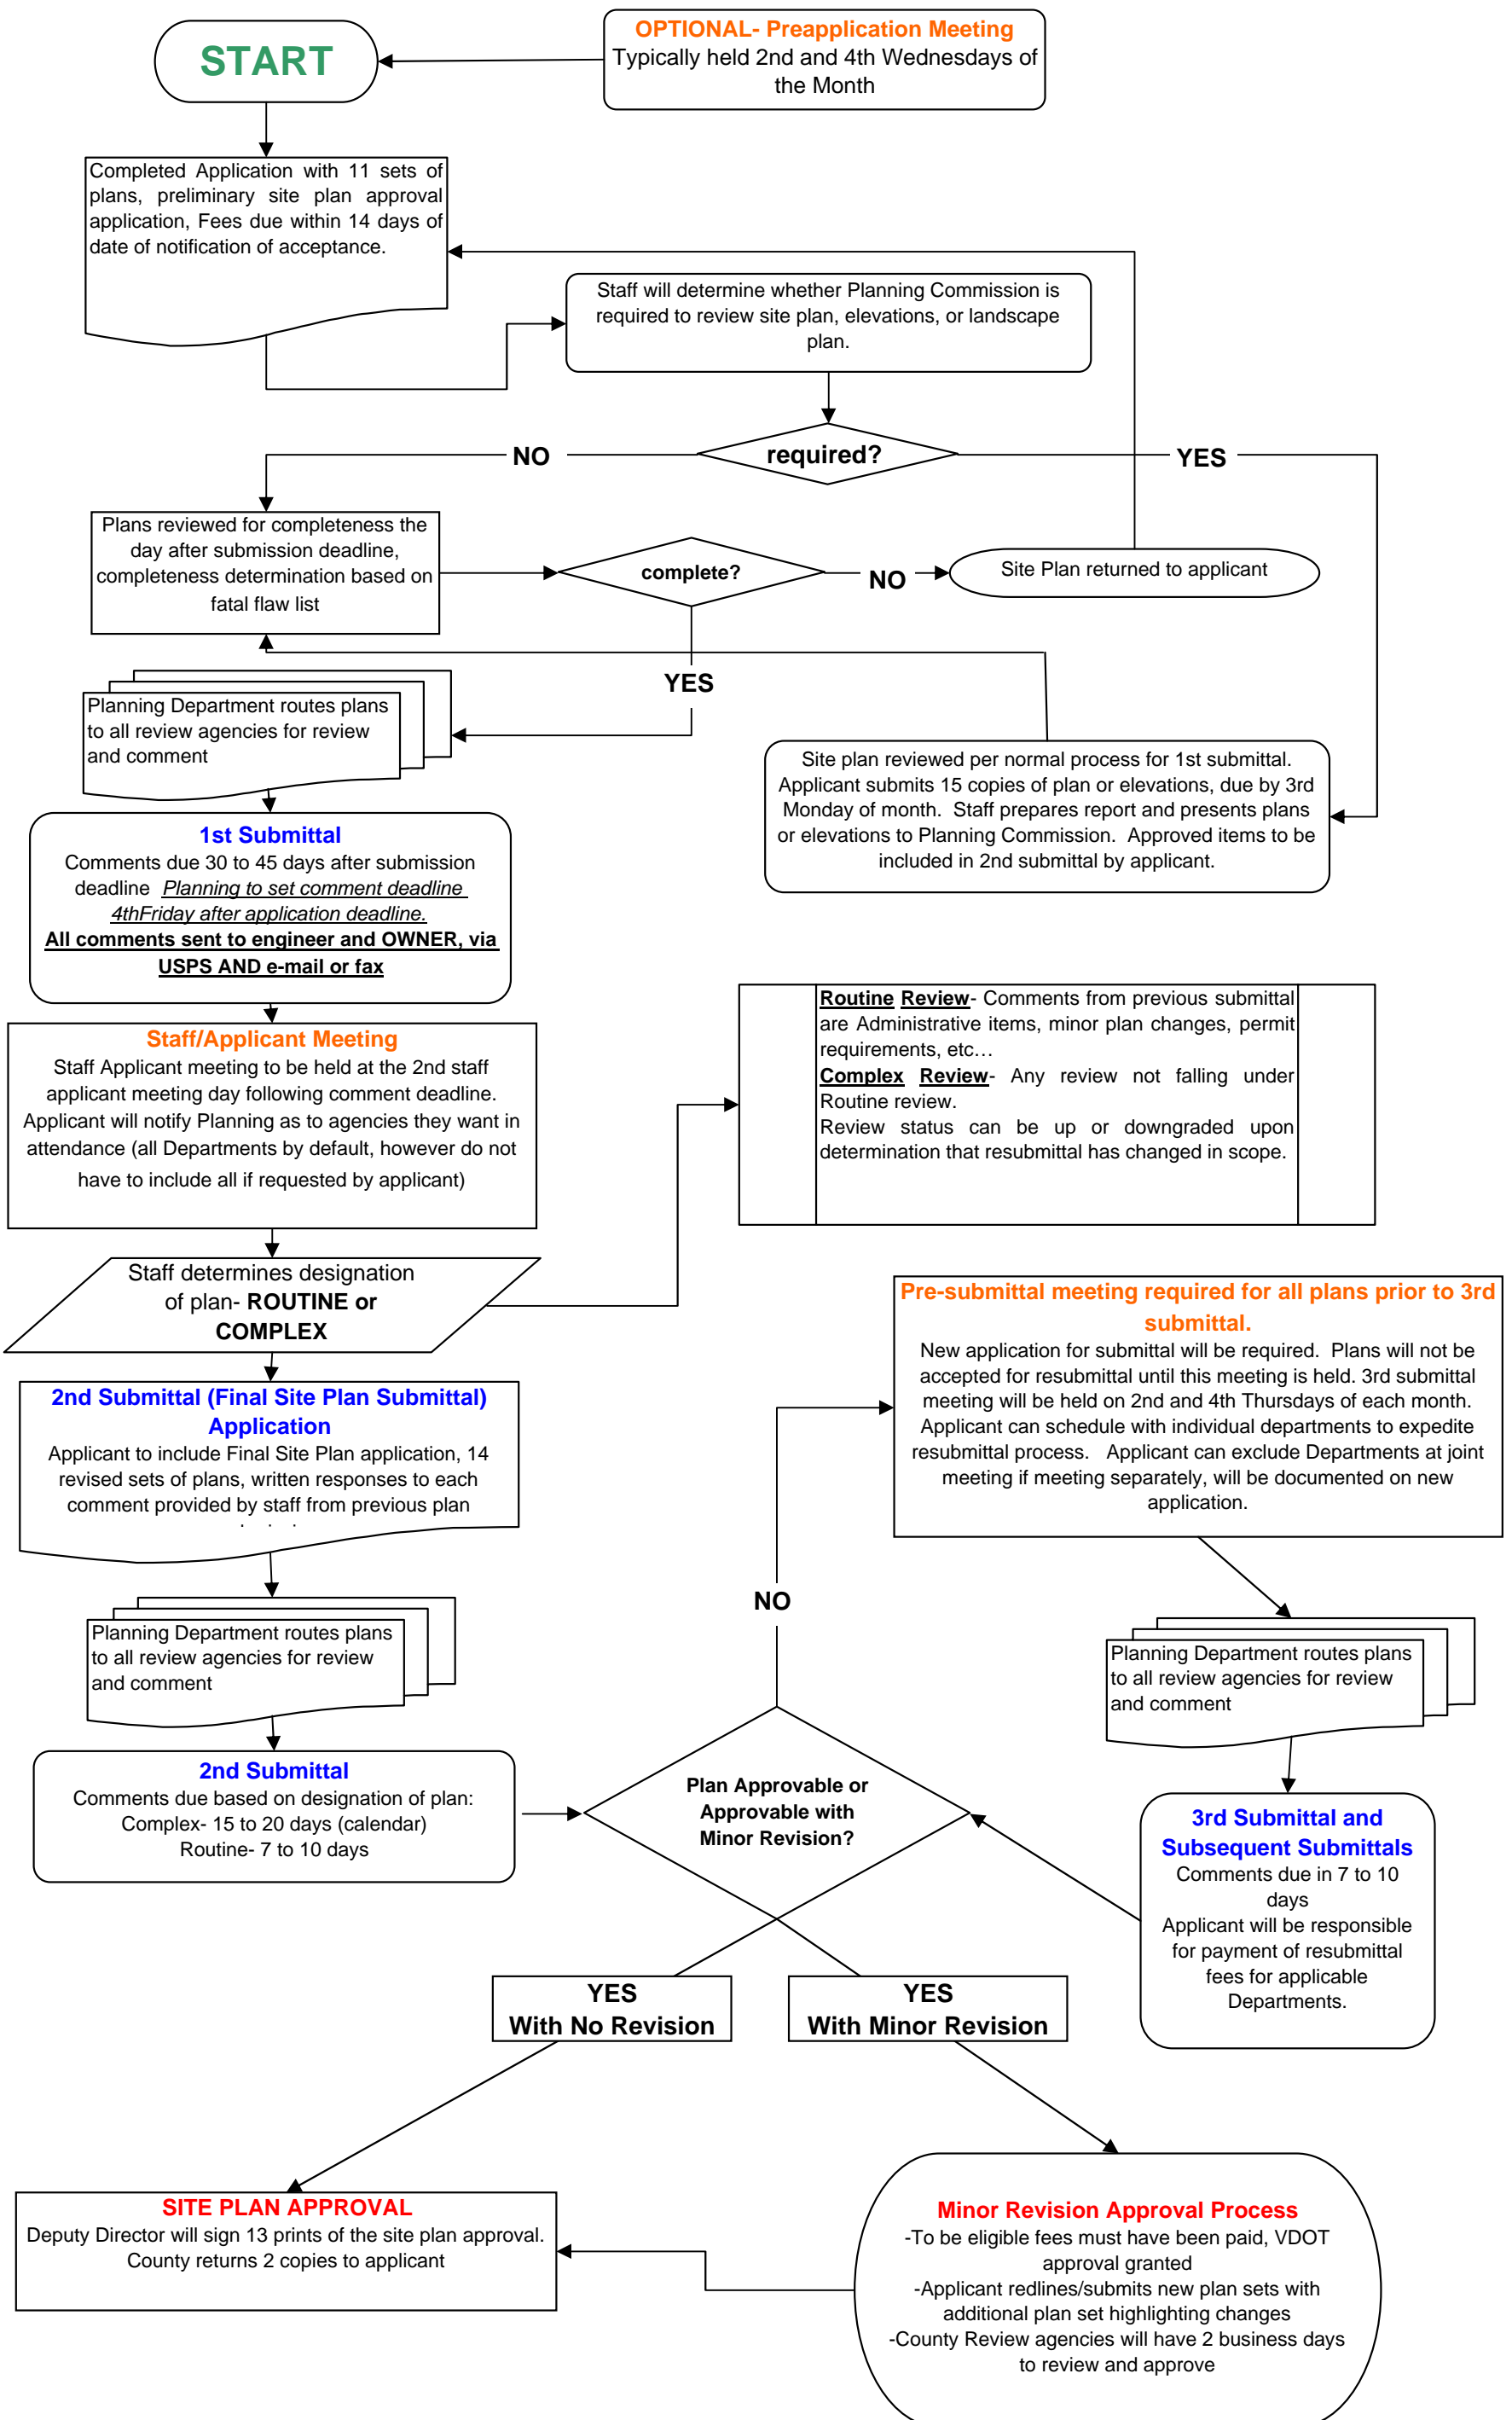 OPTIONAL- Preapplication Meeting
Typically held 2nd and 4th Wednesdays of
the Month
START
Completed Application with 11 sets of
plans, preliminary site plan approval
application, Fees due within 14 days of
date of notification of acceptance.
Staff will determine whether Planning Commission is
required to review site plan, elevations, or landscape
plan.
required?
NO
YES
Plans reviewed for completeness the
day after submission deadline,
completeness determination based on
fatal flaw list
complete?
NO
Site Plan returned to applicant
YES
Planning Department routes plans
to all review agencies for review
and comment
Site plan reviewed per normal process for 1st submittal.
Applicant submits 15 copies of plan or elevations, due by 3rd
Monday of month. Staff prepares report and presents plans
or elevations to Planning Commission. Approved items to be
included in 2nd submittal by applicant.
1st Submittal
Comments due 30 to 45 days after submission
deadline Planning to set comment deadline
4thFriday after application deadline.
All comments sent to engineer and OWNER, via
USPS AND e-mail or fax
Staff/Applicant Meeting
Staff Applicant meeting to be held at the 2nd staff
applicant meeting day following comment deadline.
Applicant will notify Planning as to agencies they want in
attendance (all Departments by default, however do not
have to include all if requested by applicant)
Routine Review- Comments from previous submittal
are Administrative items, minor plan changes, permit
requirements, etc…
Complex Review- Any review not falling under
Routine review.
Review status can be up or downgraded upon
determination that resubmittal has changed in scope.
Staff determines designation
of plan- ROUTINE or
COMPLEX
Pre-submittal meeting required for all plans prior to 3rd
submittal.
New application for submittal will be required. Plans will not be
accepted for resubmittal until this meeting is held. 3rd submittal
meeting will be held on 2nd and 4th Thursdays of each month.
Applicant can schedule with individual departments to expedite
resubmittal process. Applicant can exclude Departments at joint
meeting if meeting separately, will be documented on new
application.
2nd Submittal (Final Site Plan Submittal)
Application
Applicant to include Final Site Plan application, 14
revised sets of plans, written responses to each
comment provided by staff from previous plan
NO
Planning Department routes plans
to all review agencies for review
and comment
Planning Department routes plans
to all review agencies for review
and comment
2nd Submittal
Comments due based on designation of plan:
Complex- 15 to 20 days (calendar)
Routine- 7 to 10 days
Plan Approvable or
Approvable with
Minor Revision?
3rd Submittal and
Subsequent Submittals
Comments due in 7 to 10
days
Applicant will be responsible
for payment of resubmittal
fees for applicable
Departments.
YES
With No Revision
YES
With Minor Revision
SITE PLAN APPROVAL
Deputy Director will sign 13 prints of the site plan approval.
County returns 2 copies to applicant
Minor Revision Approval Process
-To be eligible fees must have been paid, VDOT
approval granted
-Applicant redlines/submits new plan sets with
additional plan set highlighting changes
-County Review agencies will have 2 business days
to review and approve